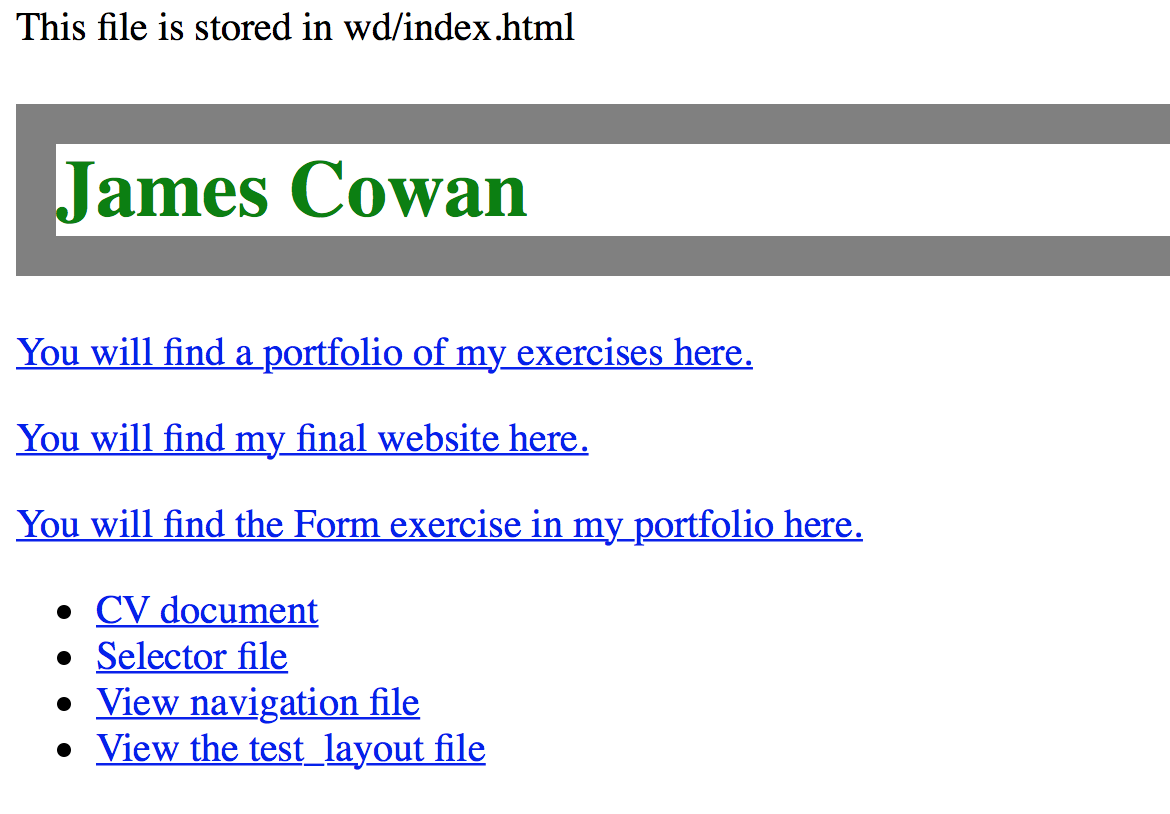 This file is stored in wd/index.html
James Cowan
You will find a portfolio of my exercises here.
You will find my final website here.
You will find the Form exercise in my portfolio here.
CV document
Selector file
View navigation file
View the test_layout file